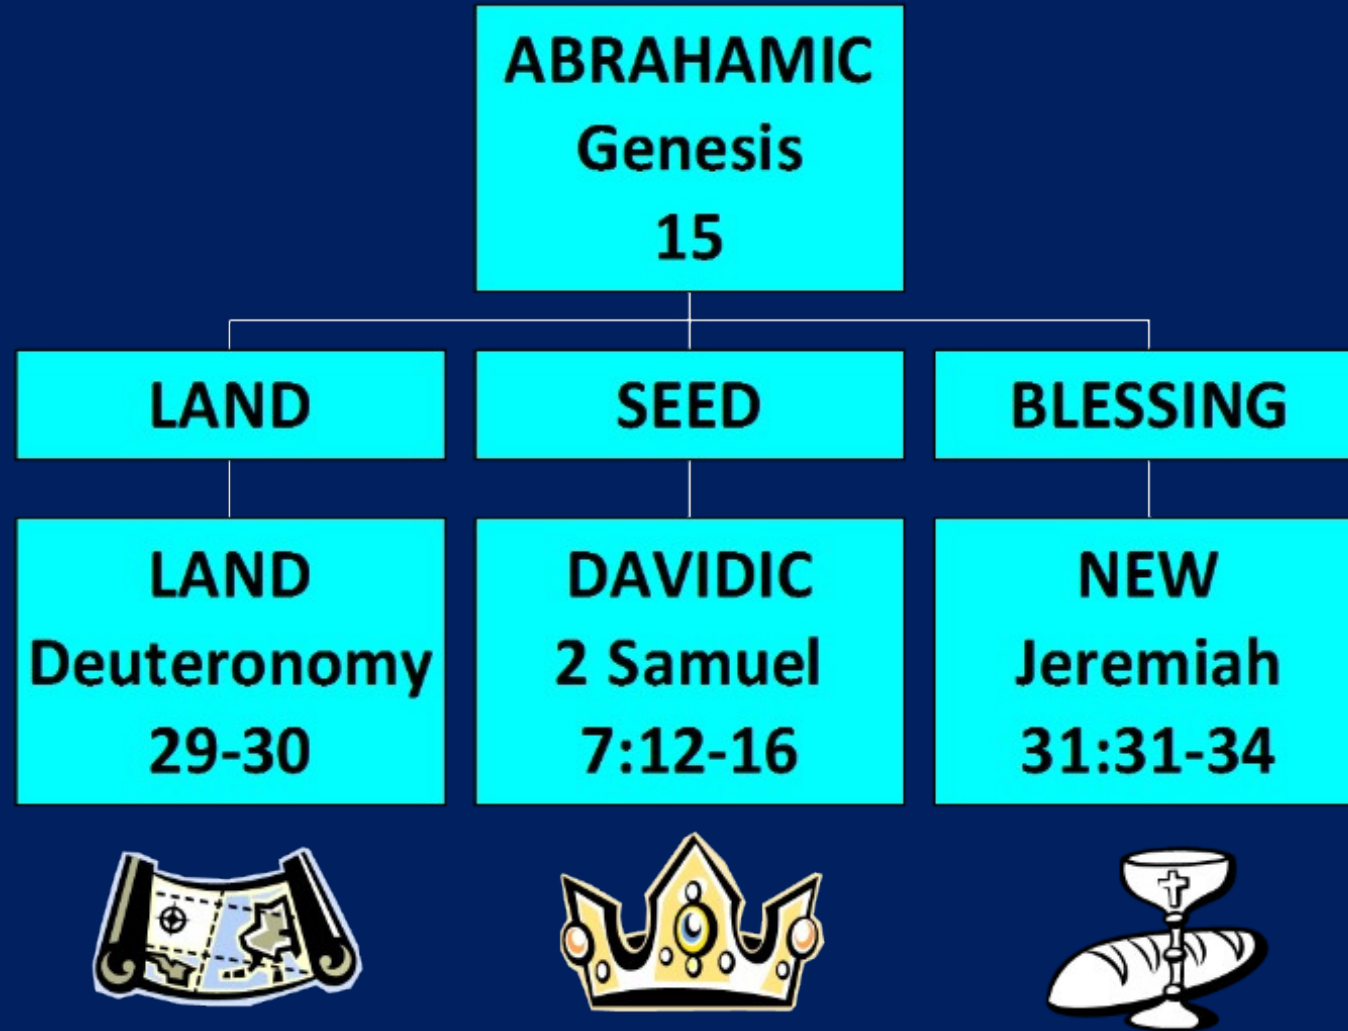 ABRAHAMIC
Genesis
15
LAND
SEED
BLESSING
LAND
Deuteronomy
29-30
DAVIDIC
2 Samuel
7:12-16
NEW
Jeremiah
31:31-34